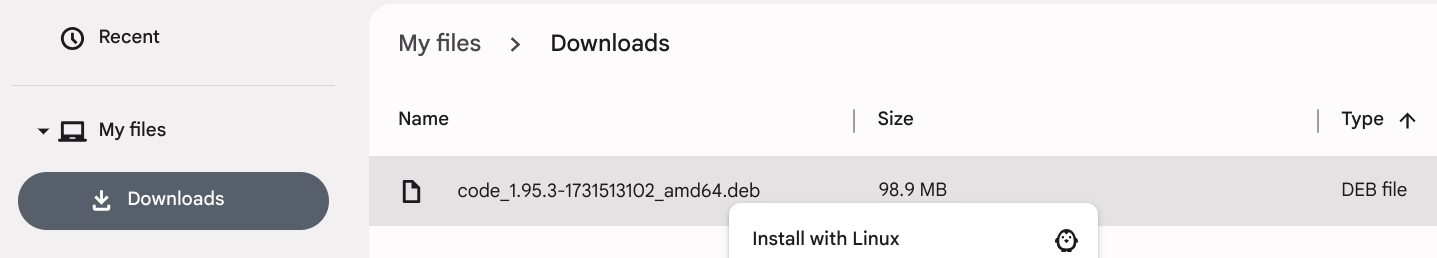 Recent
My files
Downloads
My files > Downloads
Name Size Type
code_1.95.3-1731513102_amd64.deb 98.9 MB DEB file
Install with Linux